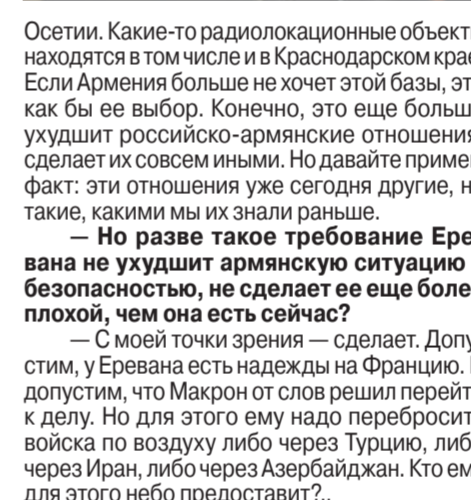 Осетии. Какие-то радиолокационные объект
находятся в том числе и в Краснодарском крае
Если Армения больше не хочет этой базы, эт
как бы ее выбор. Конечно, это еще больш
ухудшит российско-армянские отношения
сделает их совсем иными. Но давайте приме
факт: эти отношения уже сегодня другие, н
такие, какими мы их знали раньше.
— Но разве такое требование Ере
вана не ухудшит армянскую ситуацию
безопасностью, не сделает ее еще боле
плохой, чем она есть сейчас?
— С моей точки зрения — сделает. Допу
стим, у Еревана есть надежды на Францию.
допустим, что Макрон от слов решил перейт
к делу. Но для этого ему надо перебросит
войска по воздуху либо через Турцию, либ
через Иран, либо через Азербайджан. Кто ем
для этого небо предоставит?..